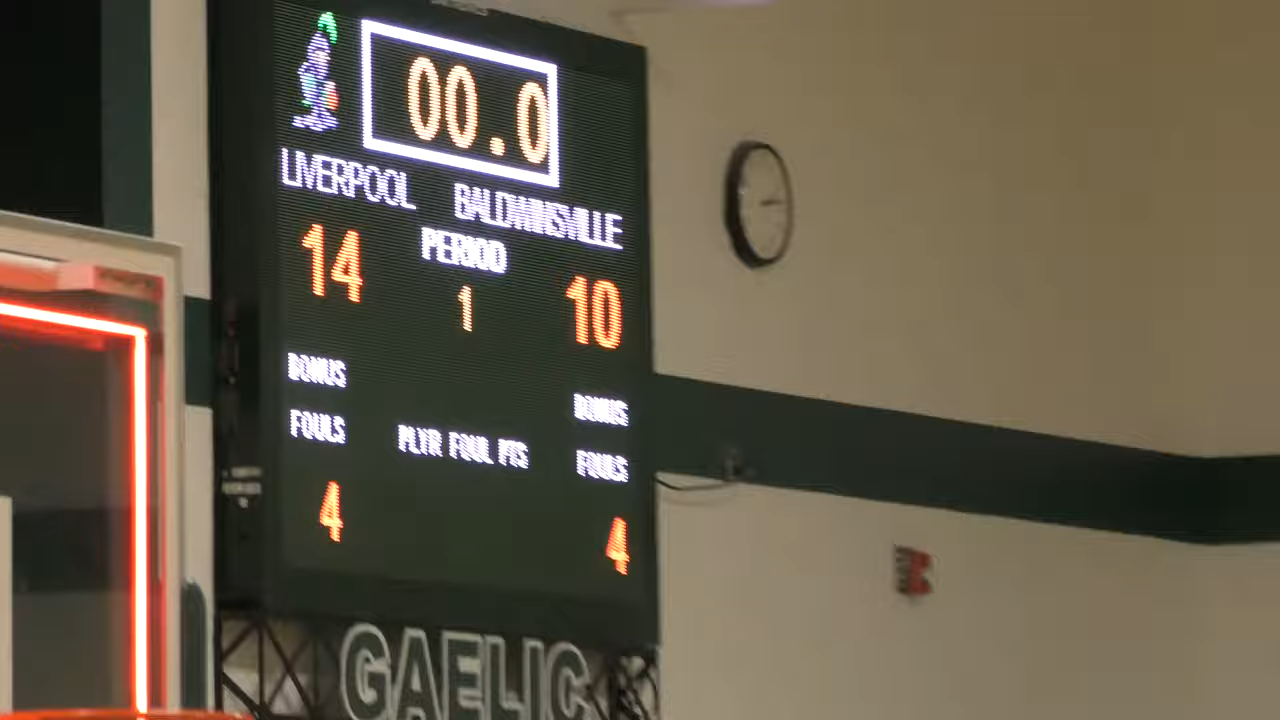 00.0
LIVERPOOL BALDWINSVILLE
PERIOD
14 1 10
BONUS BONUS
FOULS PLYR FOUL PTS FOULS
4 4
GAELIC